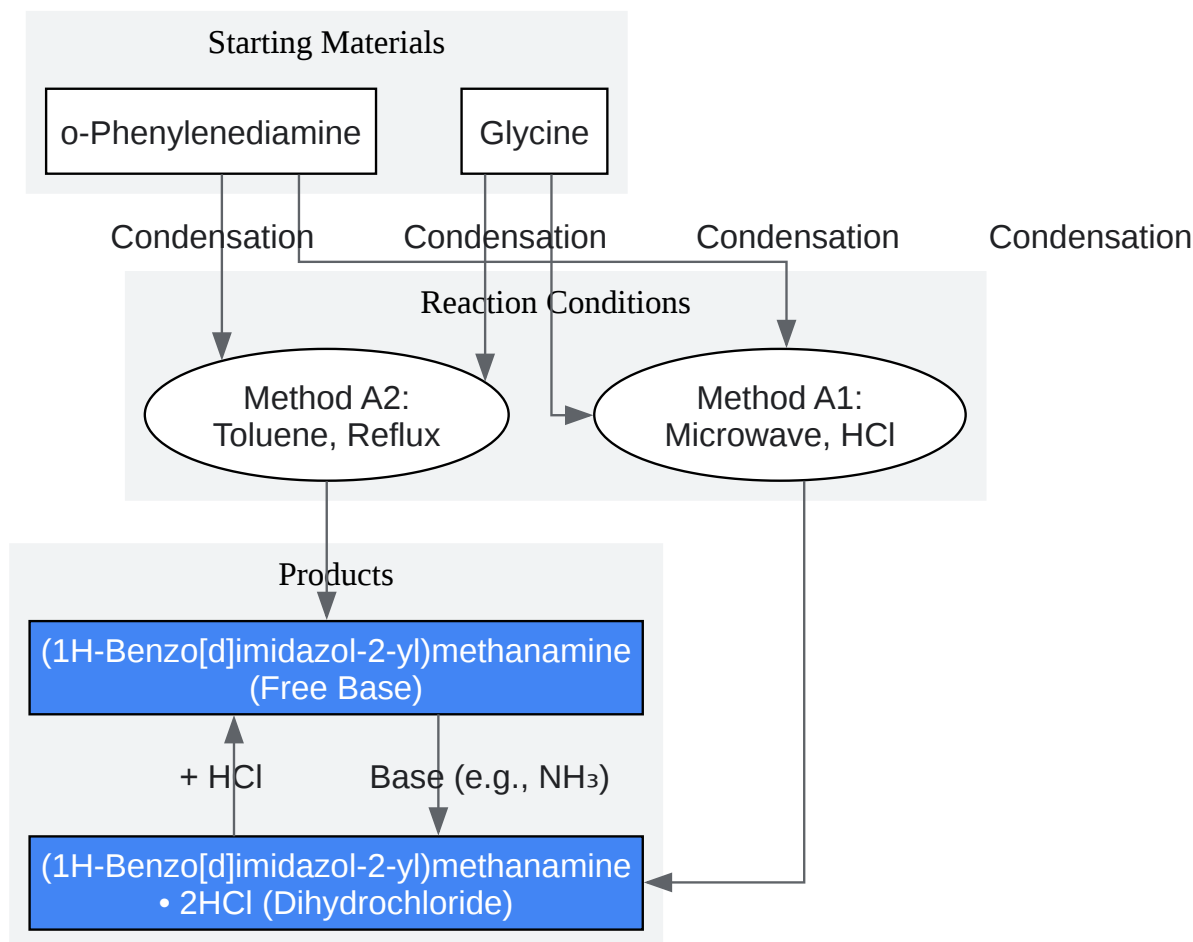 Starting Materials
o-Phenylenediamine
Glycine
Condensation
Condensation
Condensation
Condensation
Reaction Conditions
Method A2:
Toluene, Reflux
Method A1:
Microwave, HCl
Products
(1H-Benzo[d]imidazol-2-yl)methanamine
(Free Base)
+ HCl
Base (e.g., NH₃)
(1H-Benzo[d]imidazol-2-yl)methanamine
• 2HCl (Dihydrochloride)